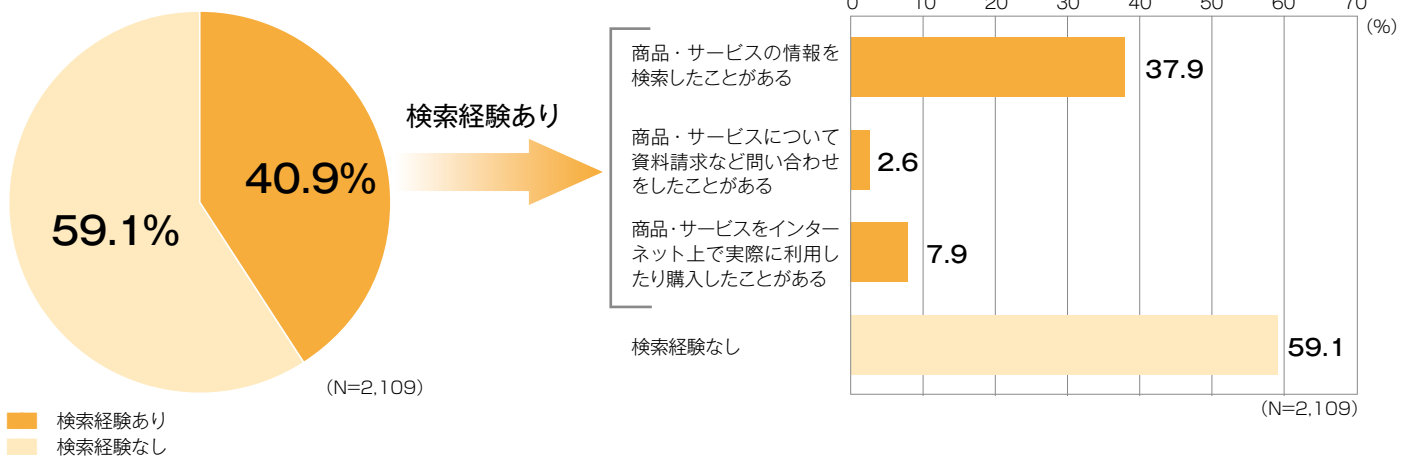 40.9%
59.1%
(N=2,109)
検索経験あり
検索経験なし
検索経験あり
0 10 20 30 40 50 60 70
(%)
商品・サービスの情報を
検索したことがある
37.9
商品・サービスについて
資料請求など問い合わせ
をしたことがある
2.6
商品・サービスをインター
ネット上で実際に利用し
たり購入したことがある
7.9
検索経験なし
59.1
(N=2,109)